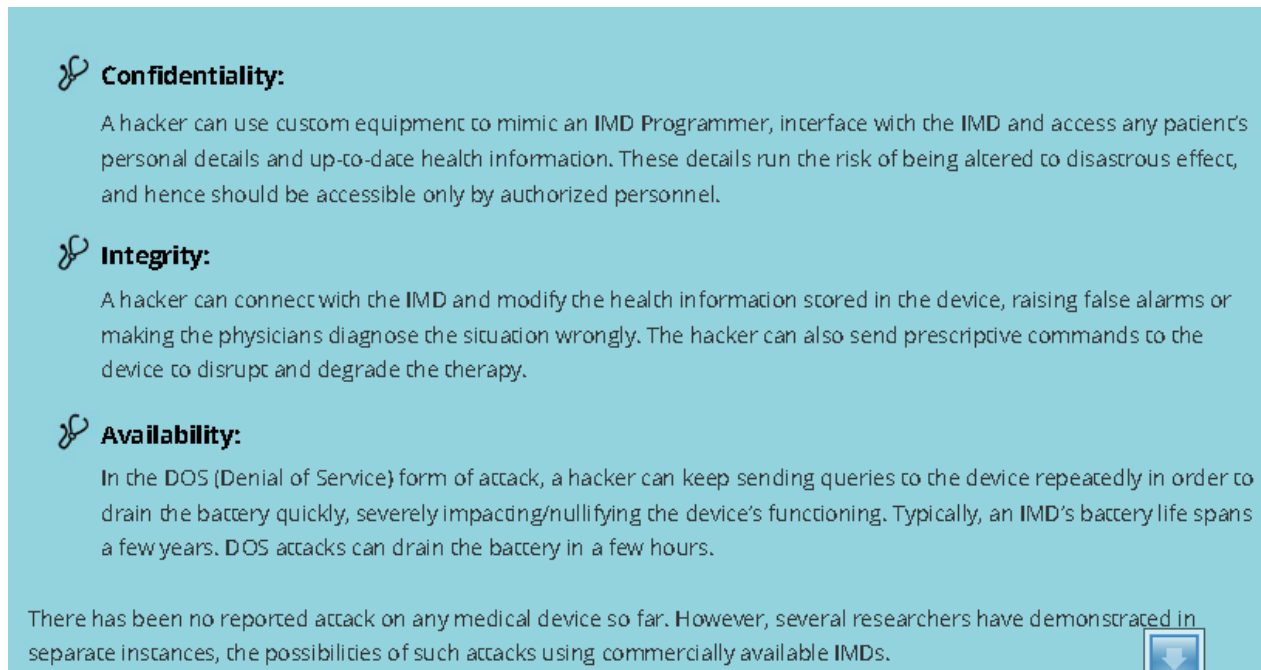 Confidentiality:
A hacker can use custom equipment to mimic an IMD Programmer, interface with the IMD and access any patient's
personal details and up-to-date health information. These details run the risk of being altered to disastrous effect,
and hence should be accessible only by authorized personnel.
Integrity:
A hacker can connect with the IMD and modify the health information stored in the device, raising false alarms or
making the physicians diagnose the situation wrongly. The hacker can also send prescriptive commands to the
device to disrupt and degrade the therapy.
Availability:
In the DOS (Denial of Service) form of attack, a hacker can keep sending queries to the device repeatedly in order to
drain the battery quickly, severely impacting/nullifying the device's functioning. Typically, an IMD's battery life spans
a few years. DOS attacks can drain the battery in a few hours.
There has been no reported attack on any medical device so far. However, several researchers have demonstrated in
separate instances, the possibilities of such attacks using commercially available IMDs.